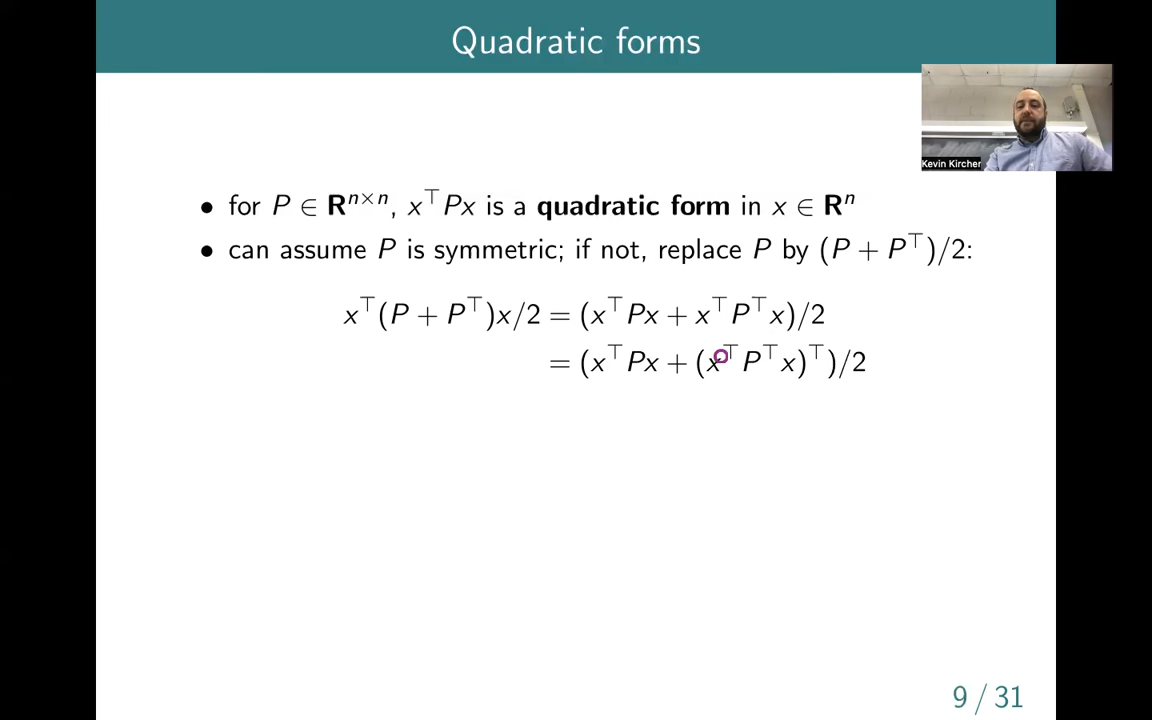 Quadratic forms
Kevin Kircher
• for P ∈ R^{n×n}, x^⊤Px is a quadratic form in x ∈ R^n
• can assume P is symmetric; if not, replace P by (P + P^⊤)/2:
x^⊤(P + P^⊤)x/2 = (x^⊤Px + x^⊤P^⊤x)/2
= (x^⊤Px + (x^⊤P^⊤x)^⊤)/2
9 / 31